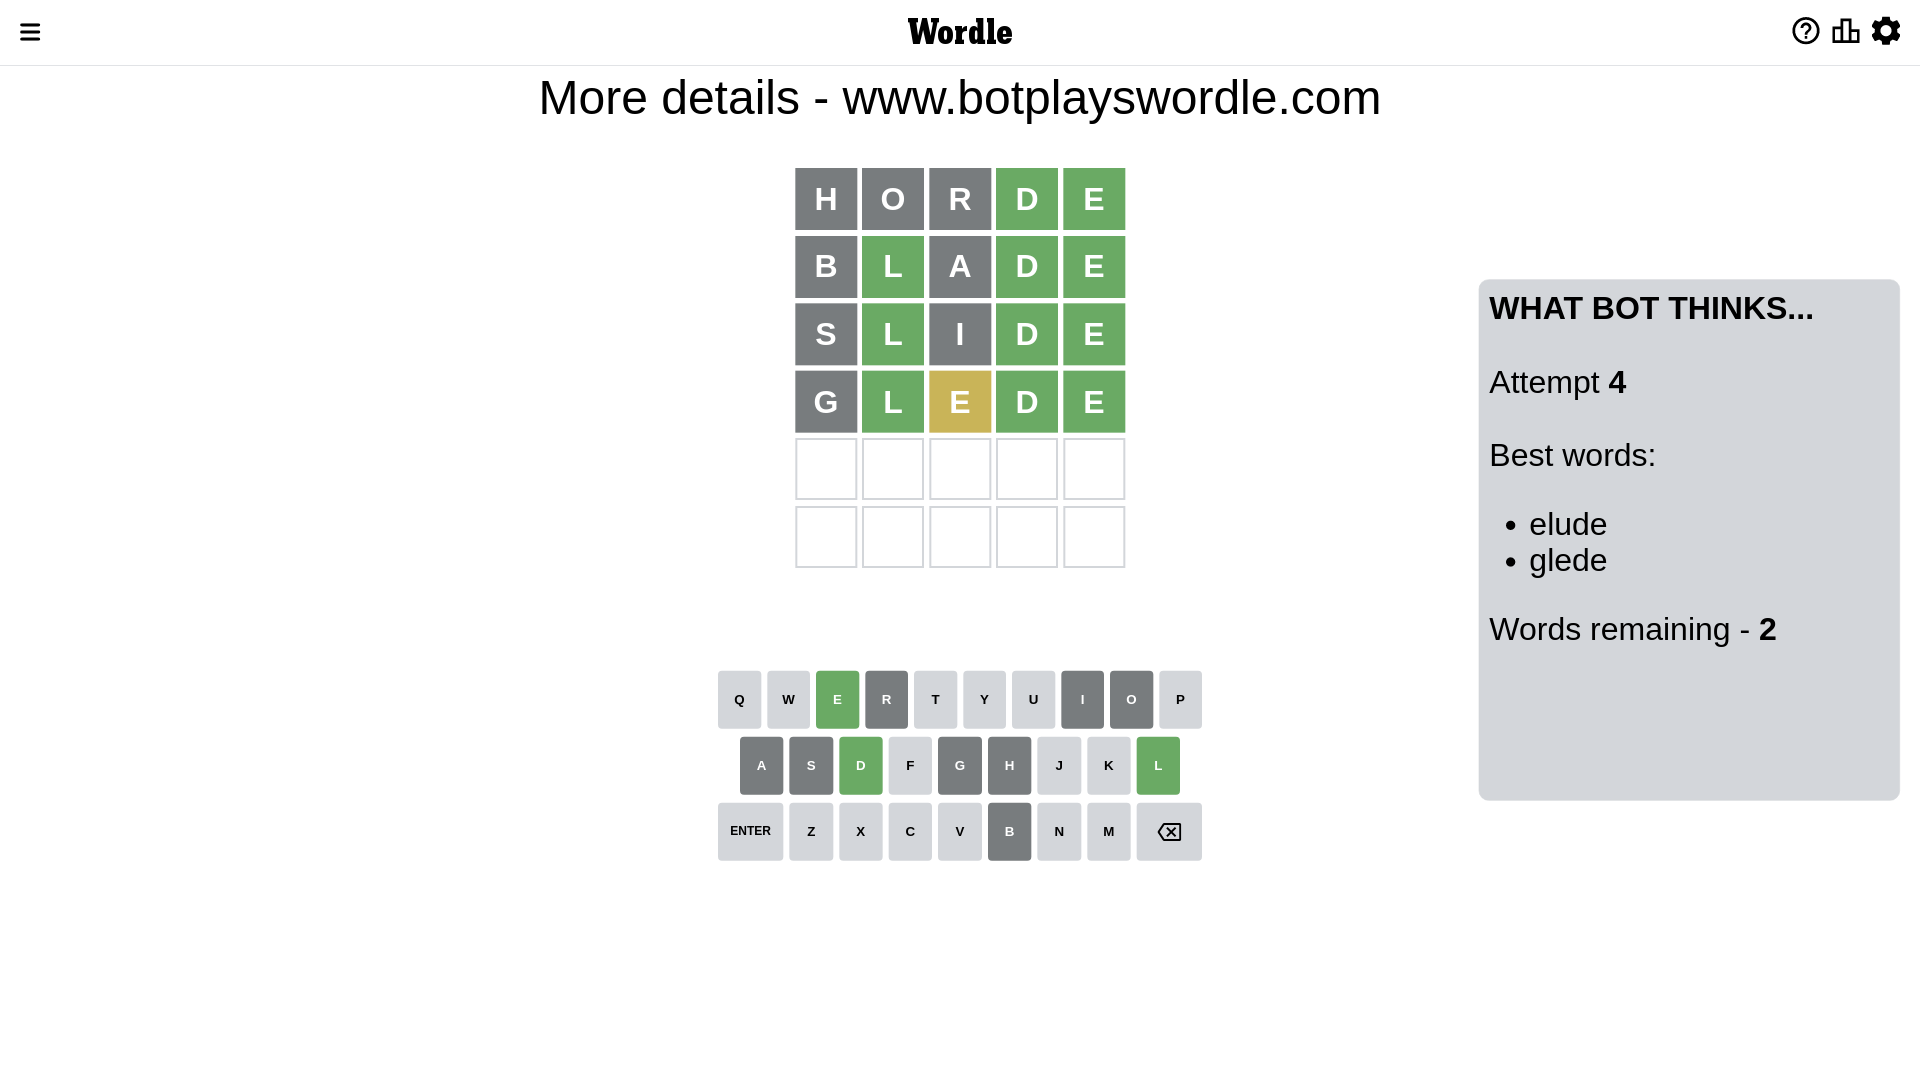 Wordle
More details - www.botplayswordle.com
H O R D E
B L A D E
S L I D E
G L E D E
WHAT BOT THINKS...
Attempt 4
Best words:
• elude
• glede
Words remaining - 2
Q W E R T Y U I O P
A S D F G H J K L
ENTER Z X C V B N M